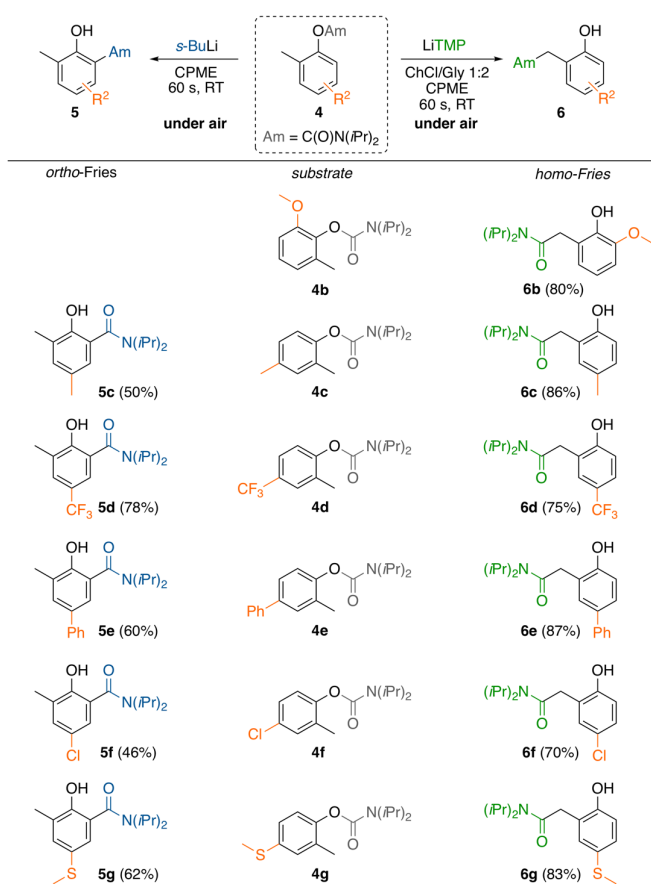 5
OH
Am
R²
s-BuLi
CPME
60 s, RT
under air
OAm
R²
4
Am = C(O)N(iPr)₂
LiTMP
ChCl/Gly 1:2
CPME
60 s, RT
under air
OH
Am
R²
6
ortho-Fries substrate homo-Fries
O O N(iPr)₂ O
4b
(iPr)₂N O OH O
6b (80%)
OH O N(iPr)₂
5c (50%)
O N(iPr)₂ O
4c
(iPr)₂N O OH
6c (86%)
OH O N(iPr)₂ CF₃
5d (78%)
O N(iPr)₂ O CF₃
4d
(iPr)₂N O OH CF₃
6d (75%)
OH O N(iPr)₂ Ph
5e (60%)
O N(iPr)₂ O Ph
4e
(iPr)₂N O OH Ph
6e (87%)
OH O N(iPr)₂ Cl
5f (46%)
O N(iPr)₂ O Cl
4f
(iPr)₂N O OH Cl
6f (70%)
OH O N(iPr)₂ S
5g (62%)
O N(iPr)₂ O S
4g
(iPr)₂N O OH S
6g (83%)